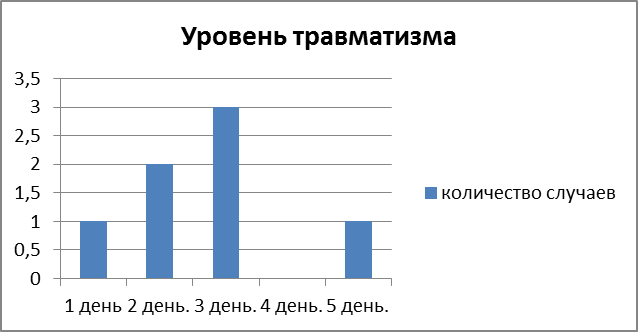 Уровень травматизма
3,5
3
2,5
2
1,5
1
0,5
0
1 день 2 день. 3 день. 4 день. 5 день.
количество случаев